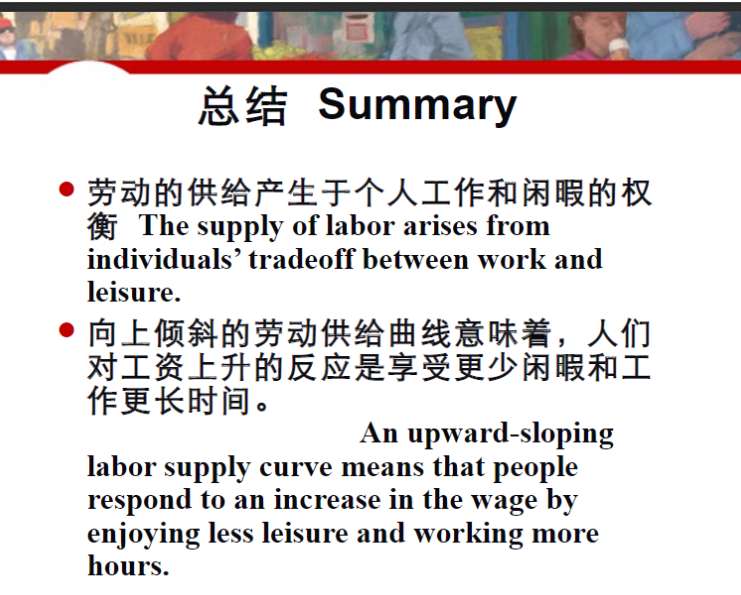 总结 Summary
劳动的供给产生于个人工作和闲暇的权
衡 The supply of labor arises from
individuals’ tradeoff between work and
leisure.
向上倾斜的劳动供给曲线意味着，人们
对工资上升的反应是享受更少闲暇和工
作更长时间。
An upward-sloping
labor supply curve means that people
respond to an increase in the wage by
enjoying less leisure and working more
hours.